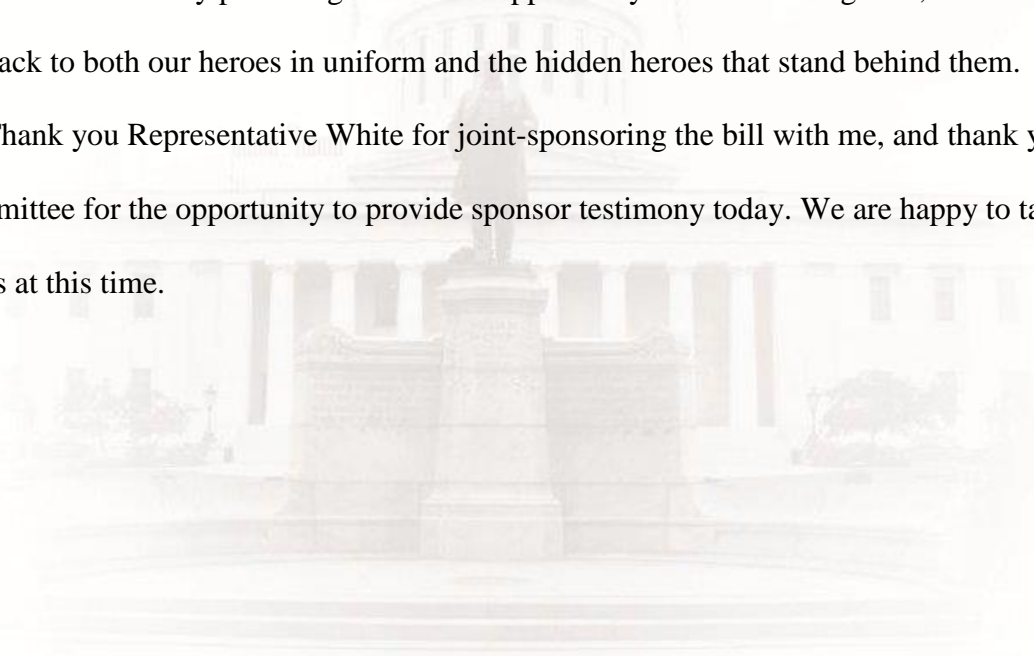 ack to both our heroes in uniform and the hidden heroes that stand behind them.
Thank you Representative White for joint-sponsoring the bill with me, and thank y
mittee for the opportunity to provide sponsor testimony today. We are happy to ta
s at this time.